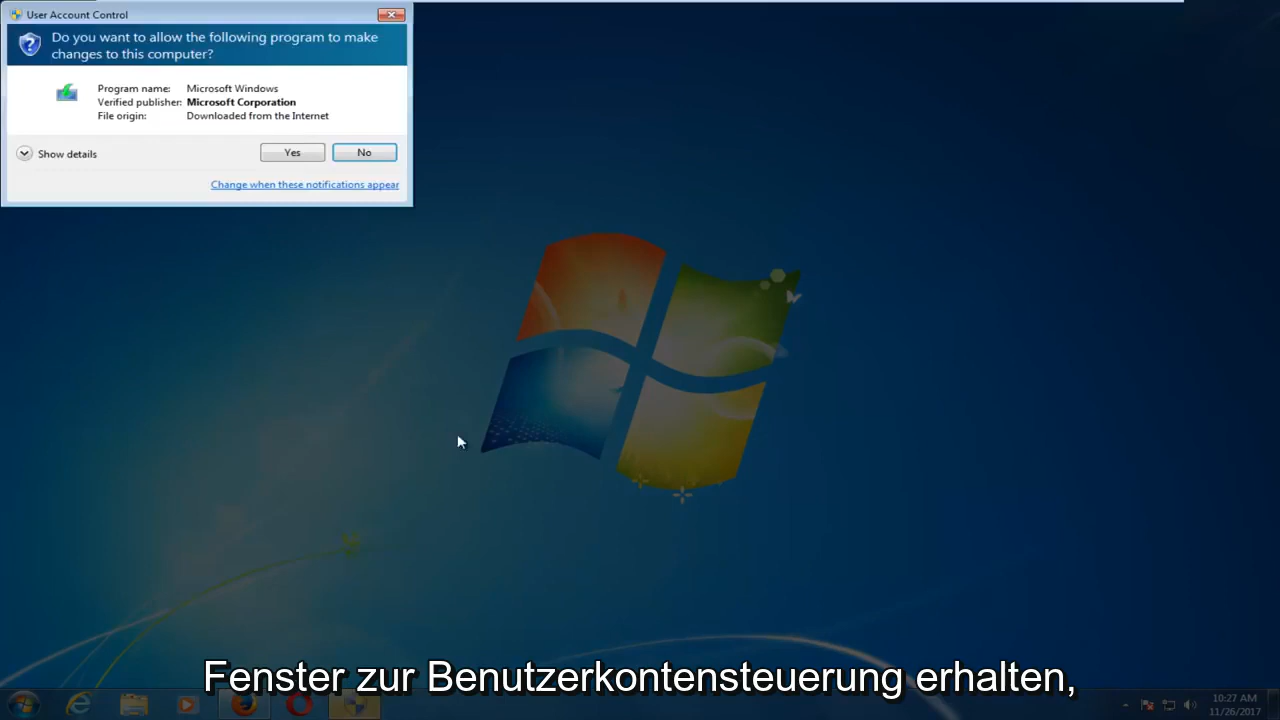 User Account Control
Do you want to allow the following program to make
changes to this computer?
Program name: Microsoft Windows
Verified publisher: Microsoft Corporation
File origin: Downloaded from the Internet
Show details
Yes
No
Change when these notifications appear
Fenster zur Benutzerkontensteuerung erhalten,
10:27 AM
11/26/2017